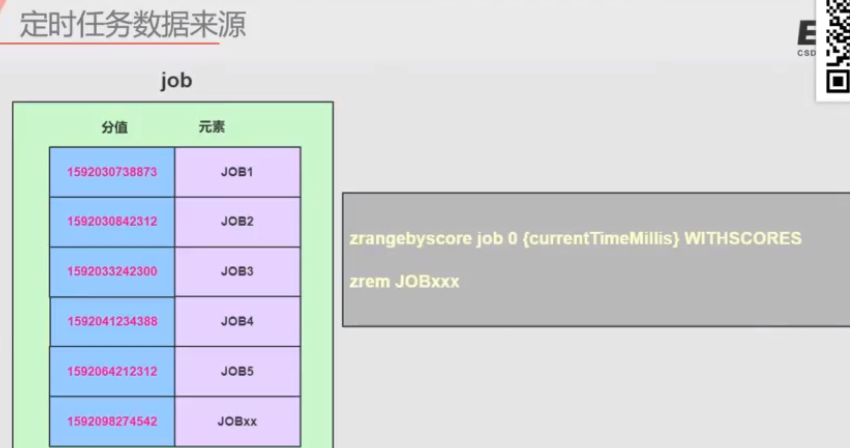 定时任务数据来源
CSD
job
分值 元素
1592030738873 JOB1
1592030842312 JOB2
1592033242300 JOB3
1592041234388 JOB4
1592064212312 JOB5
1592098274542 JOBxx
zrangebyscore job 0 {currentTimeMillis} WITHSCORES
zrem JOBxxx